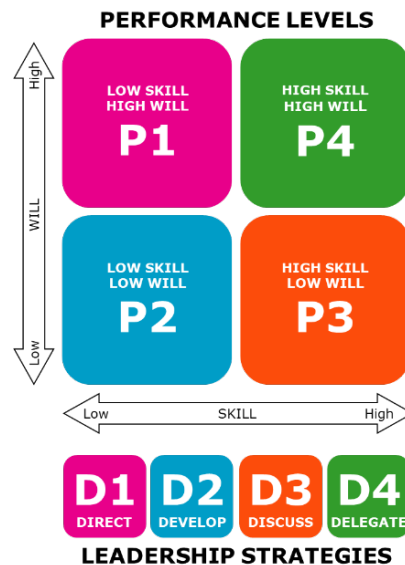 PERFORMANCE LEVELS
High
WILL
Low
LOW SKILL
HIGH WILL
P1
HIGH SKILL
HIGH WILL
P4
LOW SKILL
LOW WILL
P2
HIGH SKILL
LOW WILL
P3
Low SKILL High
D1
DIRECT
D2
DEVELOP
D3
DISCUSS
D4
DELEGATE
LEADERSHIP STRATEGIES